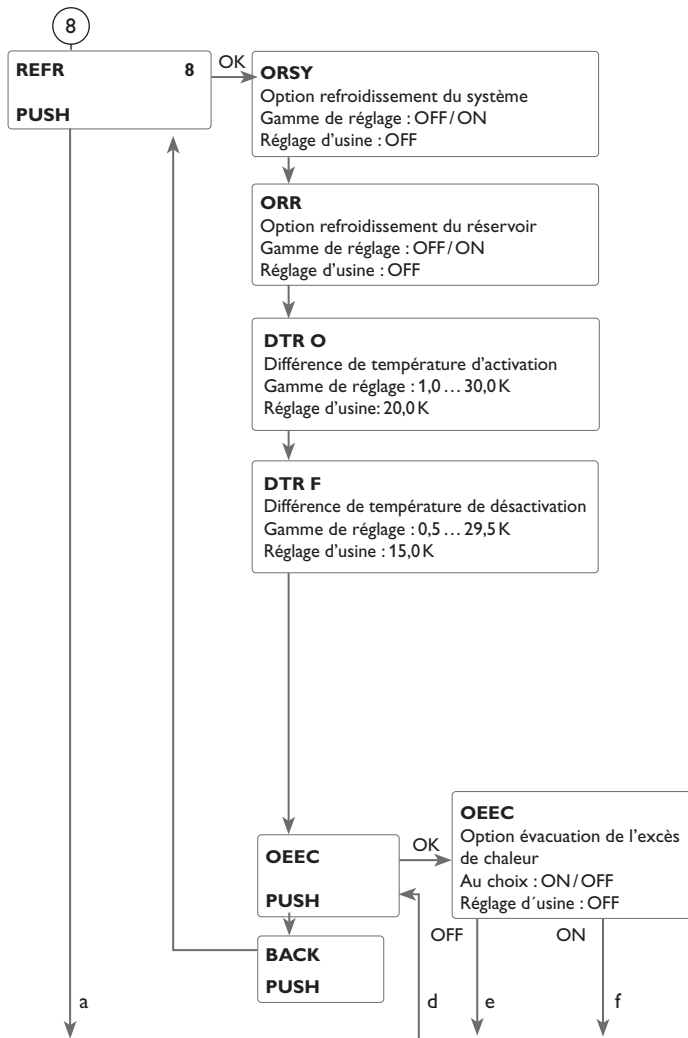 8
REFR 8
PUSH
OK
ORSY
Option refroidissement du système
Gamme de réglage : OFF/ON
Réglage d'usine : OFF
ORR
Option refroidissement du réservoir
Gamme de réglage : OFF/ON
Réglage d'usine : OFF
DTR O
Différence de température d'activation
Gamme de réglage : 1,0 … 30,0 K
Réglage d'usine: 20,0 K
DTR F
Différence de température de désactivation
Gamme de réglage : 0,5 … 29,5 K
Réglage d'usine : 15,0 K
OEEC
PUSH
OK
OEEC
Option évacuation de l'excès
de chaleur
Au choix : ON/OFF
Réglage d´usine : OFF
BACK
PUSH
OFF ON
a d e f